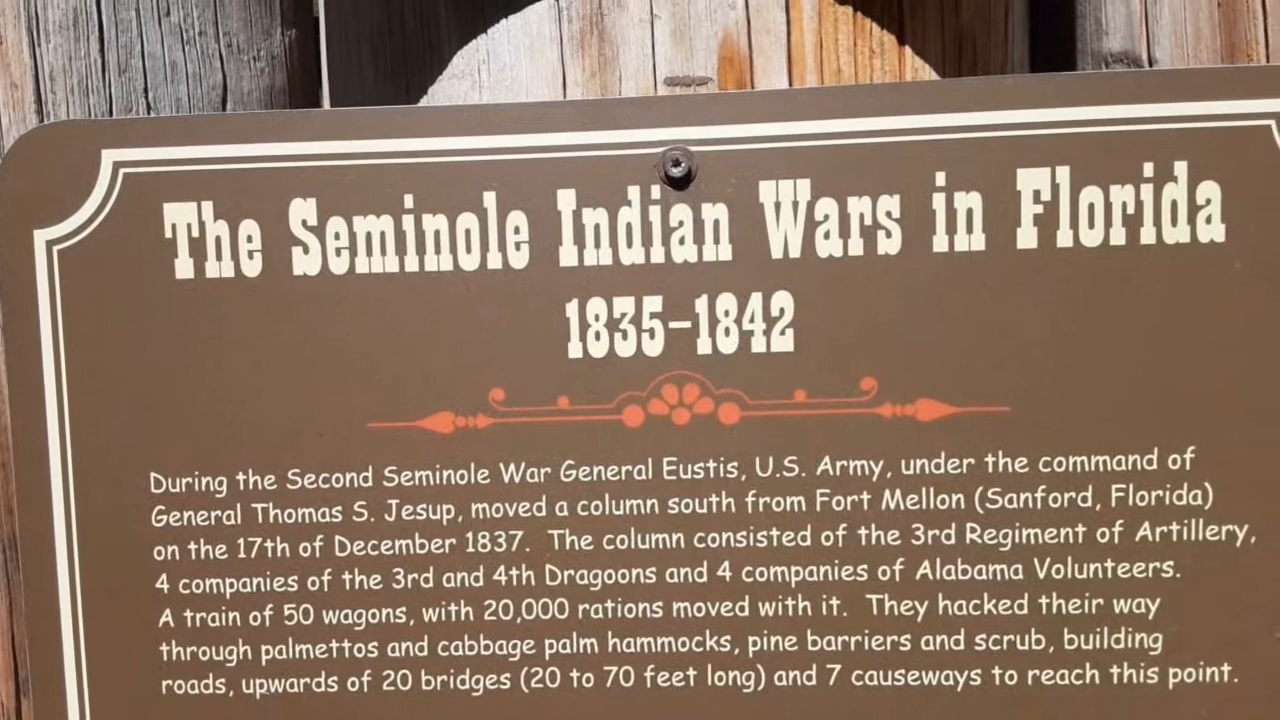 The Seminole Indian Wars in Florida
1835-1842
During the Second Seminole War General Eustis, U.S. Army, under the command of
General Thomas S. Jesup, moved a column south from Fort Mellon (Sanford, Florida)
on the 17th of December 1837. The column consisted of the 3rd Regiment of Artillery,
4 companies of the 3rd and 4th Dragoons and 4 companies of Alabama Volunteers.
A train of 50 wagons, with 20,000 rations moved with it. They hacked their way
through palmettos and cabbage palm hammocks, pine barriers and scrub, building
roads, upwards of 20 bridges (20 to 70 feet long) and 7 causeways to reach this point.